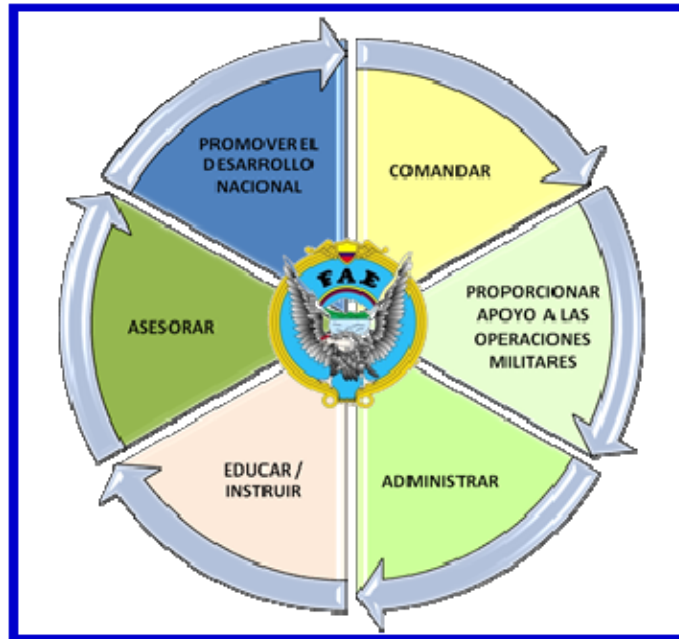 PROMOVER EL
DESARROLLO
NACIONAL
COMANDAR
PROPORCIONAR
APOYO A LAS
OPERACIONES
MILITARES
ADMINISTRAR
EDUCAR /
INSTRUIR
ASESORAR
FAE